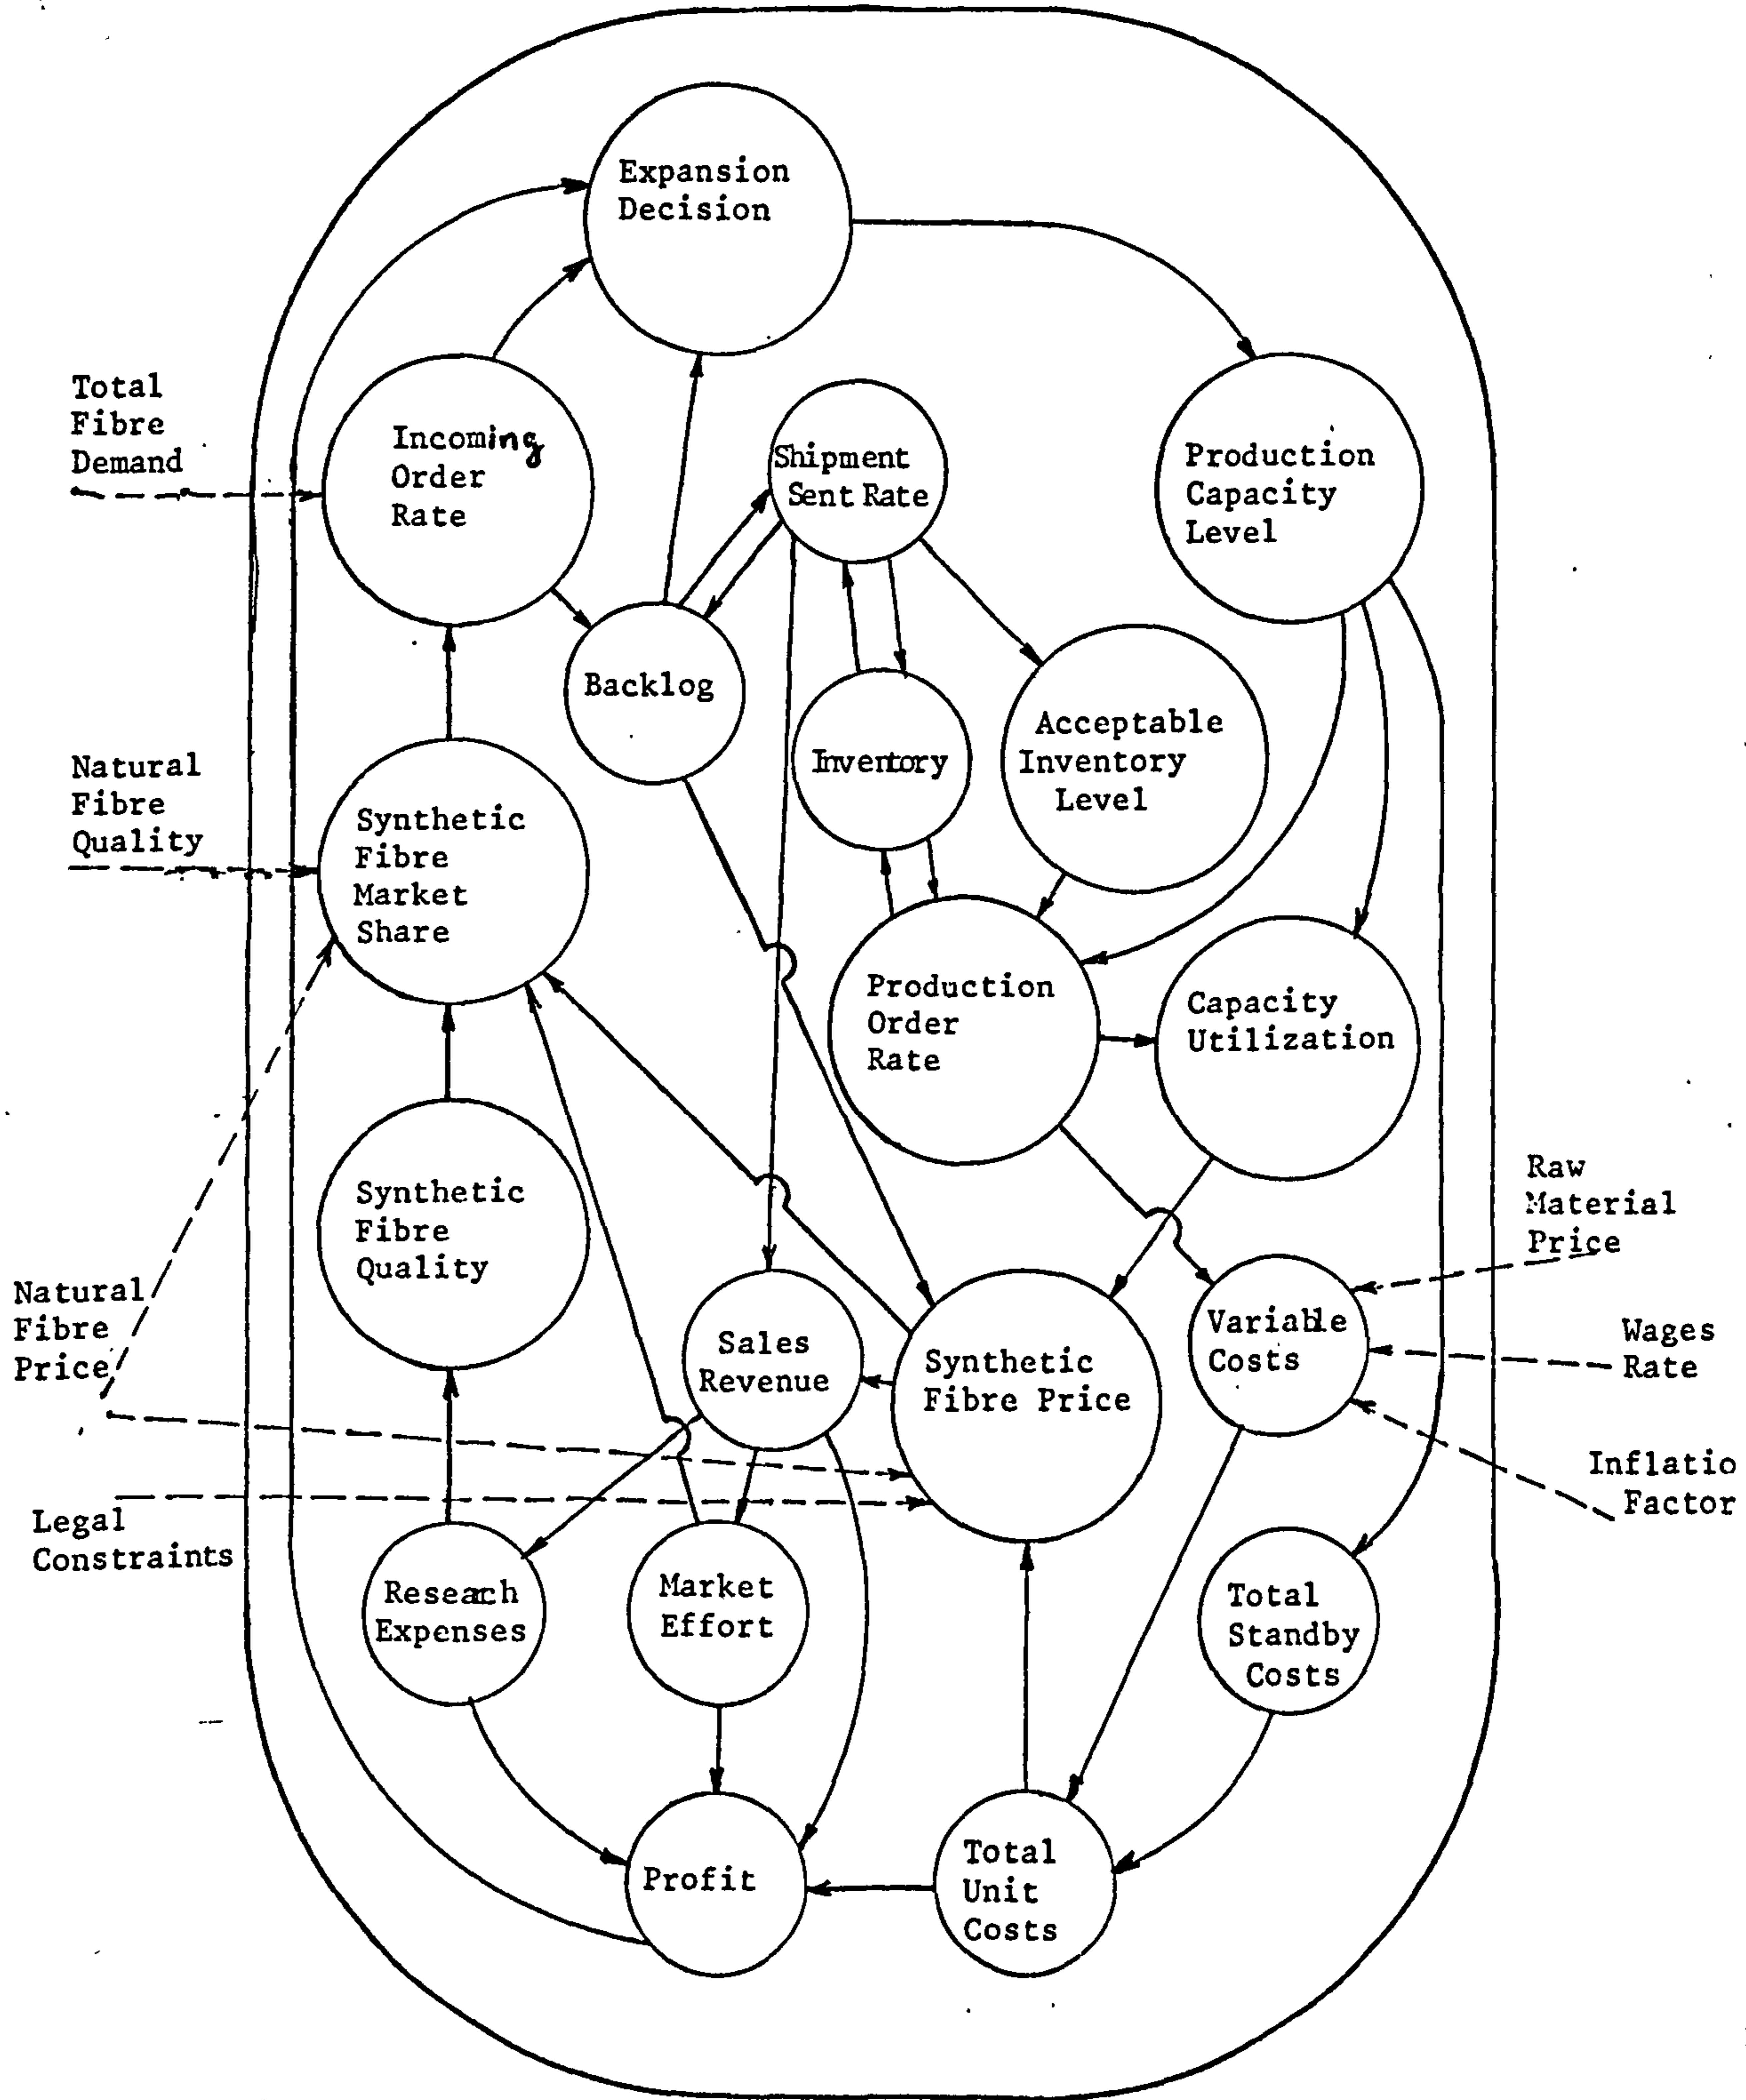 Expansion
Decision
Total
Fibre
Demand
Incoming
Order
Rate
Shipment
Sent Rate
Production
Capacity
Level
Backlog
Inventory
Acceptable
Inventory
Level
Natural
Fibre
Quality
Synthetic
Fibre
Market
Share
Production
Order
Rate
Capacity
Utilization
Synthetic
Fibre
Quality
Raw
Material
Price
Natural
Fibre
Price
Sales
Revenue
Synthetic
Fibre Price
Variable
Costs
Wages
Rate
Inflatio
Factor
Legal
Constraints
Reseach
Expenses
Market
Effort
Total
Standby
Costs
Profit
Total
Unit
Costs